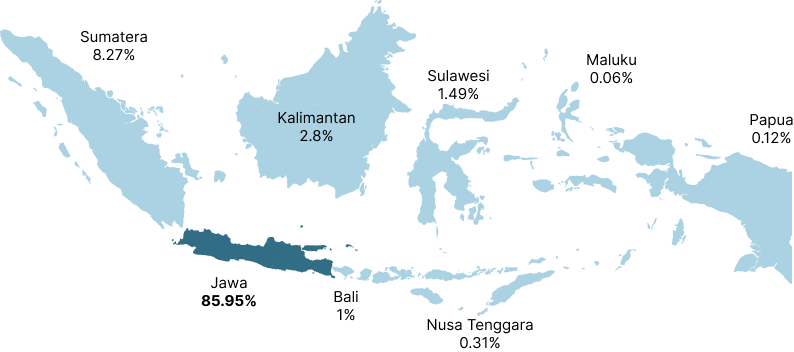 Sumatera
8.27%
Kalimantan
2.8%
Sulawesi
1.49%
Maluku
0.06%
Papua
0.12%
Jawa
85.95%
Bali
1%
Nusa Tenggara
0.31%